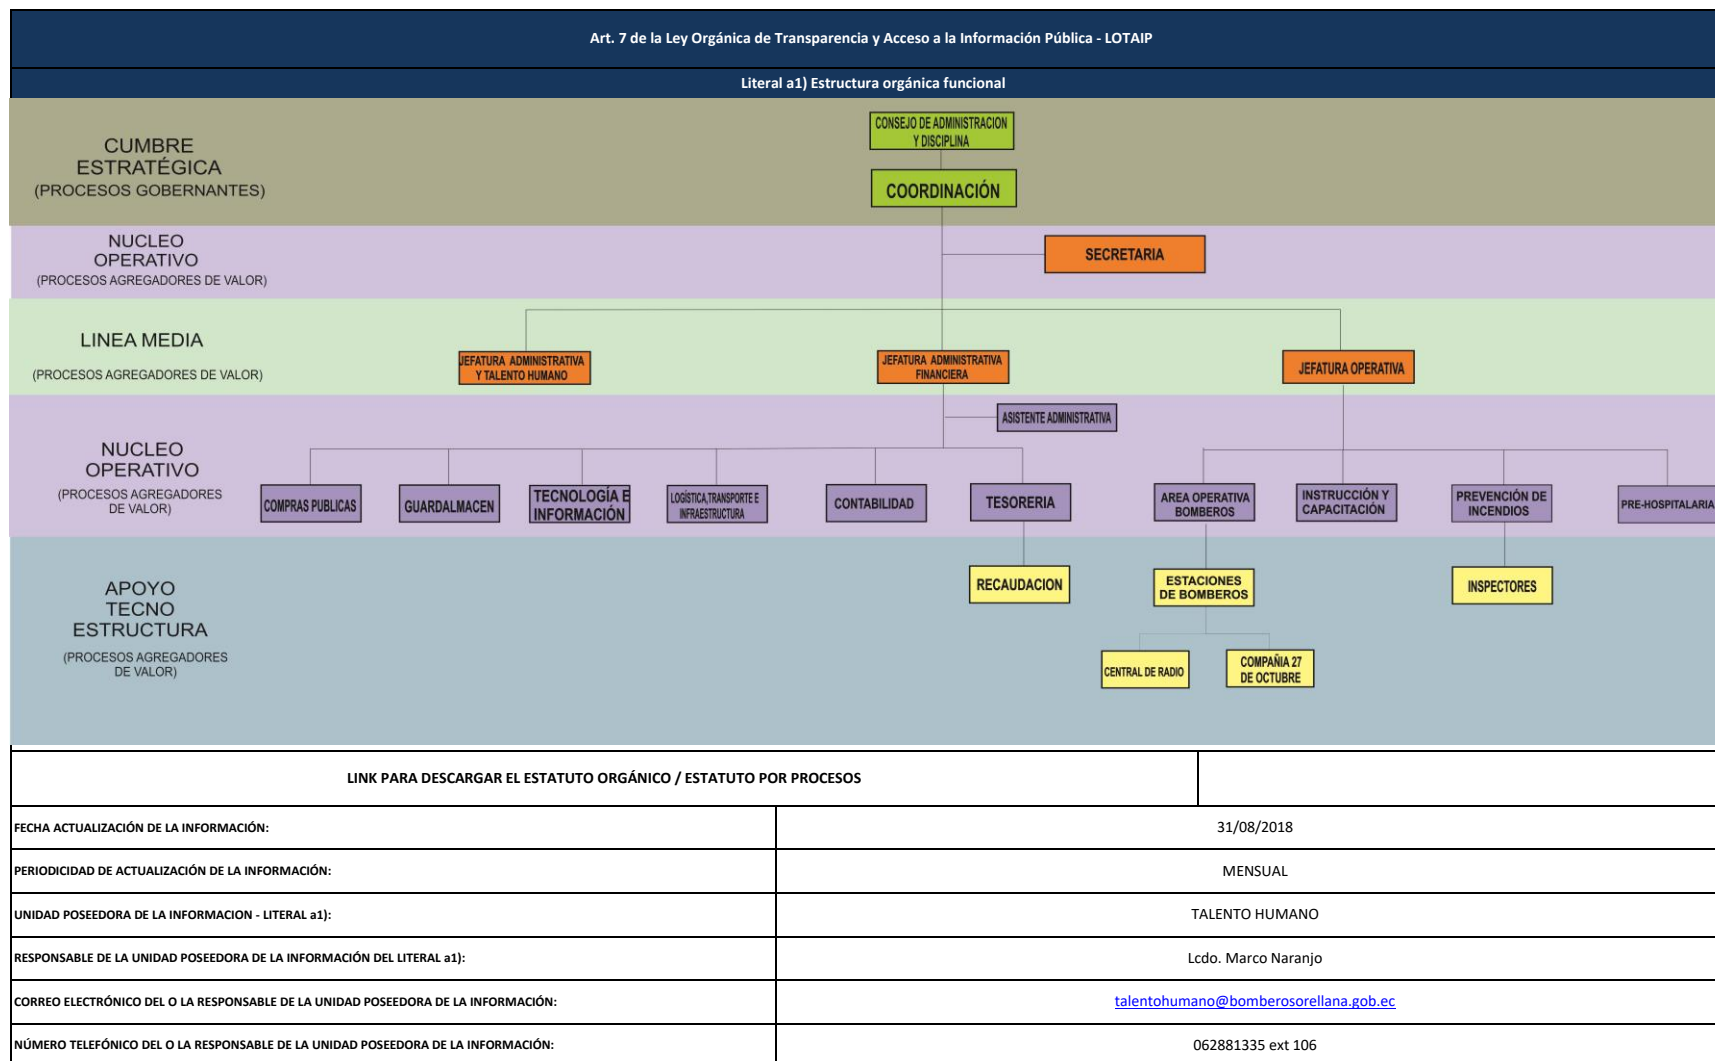 Art. 7 de la Ley Orgánica de Transparencia y Acceso a la Información Pública - LOTAIP
Literal a1) Estructura orgánica funcional
CUMBRE
ESTRATÉGICA
(PROCESOS GOBERNANTES)
CONSEJO DE ADMINISTRACION
Y DISCIPLINA
COORDINACIÓN
NUCLEO
OPERATIVO
(PROCESOS AGREGADORES DE VALOR)
SECRETARIA
LINEA MEDIA
(PROCESOS AGREGADORES DE VALOR)
JEFATURA ADMINISTRATIVA
Y TALENTO HUMANO
JEFATURA ADMINISTRATIVA
FINANCIERA
JEFATURA OPERATIVA
NUCLEO
OPERATIVO
(PROCESOS AGREGADORES
DE VALOR)
ASISTENTE ADMINISTRATIVA
COMPRAS PUBLICAS
GUARDALMACEN
TECNOLOGÍA E
INFORMACIÓN
LOGÍSTICA,TRANSPORTE E
INFRAESTRUCTURA
CONTABILIDAD
TESORERIA
AREA OPERATIVA
BOMBEROS
INSTRUCCIÓN Y
CAPACITACIÓN
PREVENCIÓN DE
INCENDIOS
PRE-HOSPITALARIA
APOYO
TECNO
ESTRUCTURA
(PROCESOS AGREGADORES
DE VALOR)
RECAUDACION
ESTACIONES
DE BOMBEROS
INSPECTORES
CENTRAL DE RADIO
COMPAÑIA 27
DE OCTUBRE
LINK PARA DESCARGAR EL ESTATUTO ORGÁNICO / ESTATUTO POR PROCESOS
FECHA ACTUALIZACIÓN DE LA INFORMACIÓN:
31/08/2018
PERIODICIDAD DE ACTUALIZACIÓN DE LA INFORMACIÓN:
MENSUAL
UNIDAD POSEEDORA DE LA INFORMACION - LITERAL a1):
TALENTO HUMANO
RESPONSABLE DE LA UNIDAD POSEEDORA DE LA INFORMACIÓN DEL LITERAL a1):
Lcdo. Marco Naranjo
CORREO ELECTRÓNICO DEL O LA RESPONSABLE DE LA UNIDAD POSEEDORA DE LA INFORMACIÓN:
talentohumano@bomberosorellana.gob.ec
NÚMERO TELEFÓNICO DEL O LA RESPONSABLE DE LA UNIDAD POSEEDORA DE LA INFORMACIÓN:
062881335 ext 106